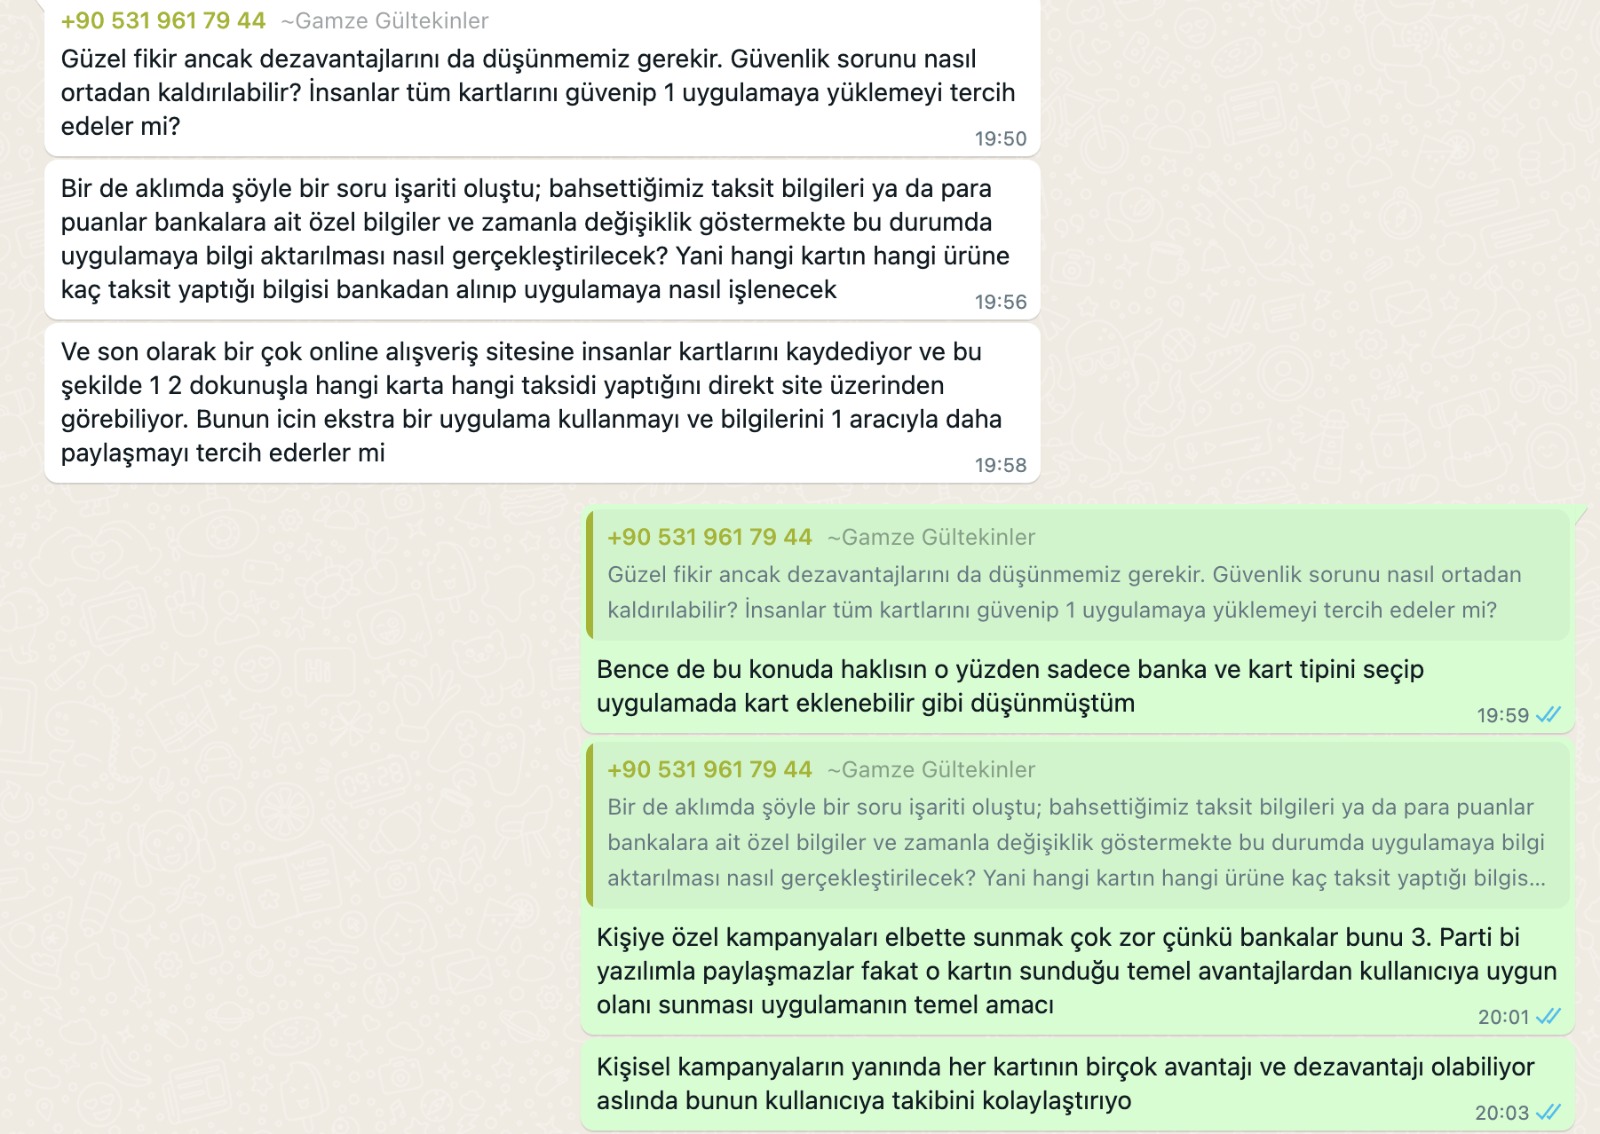 +90 531 961 79 44 ~Gamze Gültekinler
Güzel fikir ancak dezavantajlarını da düşünmemiz gerekir. Güvenlik sorunu nasıl
ortadan kaldırılabilir? İnsanlar tüm kartlarını güvenip 1 uygulamaya yüklemeyi tercih
edeler mi?
19:50
Bir de aklımda şöyle bir soru işariti oluştu; bahsettiğimiz taksit bilgileri ya da para
puanlar bankalara ait özel bilgiler ve zamanla değişiklik göstermekte bu durumda
uygulamaya bilgi aktarılması nasıl gerçekleştirilecek? Yani hangi kartın hangi ürüne
kaç taksit yaptığı bilgisi bankadan alınıp uygulamaya nasıl işlenecek
19:56
Ve son olarak bir çok online alışveriş sitesine insanlar kartlarını kaydediyor ve bu
şekilde 1 2 dokunuşla hangi karta hangi taksidi yaptığını direkt site üzerinden
görebiliyor. Bunun icin ekstra bir uygulama kullanmayı ve bilgilerini 1 aracıyla daha
paylaşmayı tercih ederler mi
19:58
+90 531 961 79 44 ~Gamze Gültekinler
Güzel fikir ancak dezavantajlarını da düşünmemiz gerekir. Güvenlik sorunu nasıl ortadan
kaldırılabilir? İnsanlar tüm kartlarını güvenip 1 uygulamaya yüklemeyi tercih edeler mi?
Bence de bu konuda haklısın o yüzden sadece banka ve kart tipini seçip
uygulamada kart eklenebilir gibi düşünmüştüm
19:59
+90 531 961 79 44 ~Gamze Gültekinler
Bir de aklımda şöyle bir soru işariti oluştu; bahsettiğimiz taksit bilgileri ya da para puanlar
bankalara ait özel bilgiler ve zamanla değişiklik göstermekte bu durumda uygulamaya bilgi
aktarılması nasıl gerçekleştirilecek? Yani hangi kartın hangi ürüne kaç taksit yaptığı bilgis...
Kişiye özel kampanyaları elbette sunmak çok zor çünkü bankalar bunu 3. Parti bi
yazılımla paylaşmazlar fakat o kartın sunduğu temel avantajlardan kullanıcıya uygun
olanı sunması uygulamanın temel amacı
20:01
Kişisel kampanyaların yanında her kartının birçok avantajı ve dezavantajı olabiliyor
aslında bunun kullanıcıya takibini kolaylaştırıyo
20:03